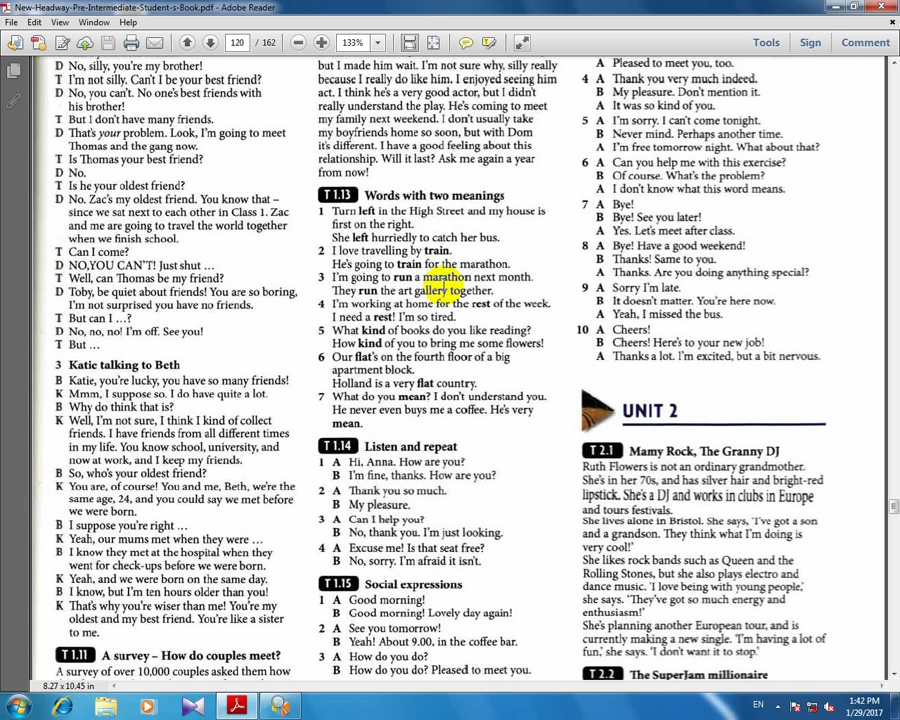 New-Headway-Pre-Intermediate-Student-s-Book.pdf - Adobe Reader
File Edit View Window Help
120 / 162 133%
Tools Sign Comment
D No, silly, you're my brother!
T I'm not silly. Can't I be your best friend?
D No, you can't. No one's best friends with
his brother!
T But I don't have many friends.
D That's your problem. Look, I'm going to meet
Thomas and the gang now.
T Is Thomas your best friend?
D No.
T Is he your oldest friend?
D No. Zac's my oldest friend. You know that –
since we sat next to each other in Class 1. Zac
and me are going to travel the world together
when we finish school.
T Can I come?
D NO,YOU CAN'T! Just shut …
T Well, can Thomas be my friend?
D Toby, be quiet about friends! You are so boring,
I'm not surprised you have no friends.
T But can I …?
D No, no, no! I'm off. See you!
T But …
3 Katie talking to Beth
B Katie, you're lucky, you have so many friends!
K Mmm, I suppose so. I do have quite a lot.
B Why do think that is?
K Well, I'm not sure, I think I kind of collect
friends. I have friends from all different times
in my life. You know school, university, and
now at work, and I keep my friends.
B So, who's your oldest friend?
K You are, of course! You and me, Beth, we're the
same age, 24, and you could say we met before
we were born.
B I suppose you're right …
K Yeah, our mums met when they were …
B I know they met at the hospital when they
went for check-ups before we were born.
K Yeah, and we were born on the same day.
B I know, but I'm ten hours older than you!
K That's why you're wiser than me! You're my
oldest and my best friend. You're like a sister
to me.
T 1.11 A survey – How do couples meet?
A survey of over 10,000 couples asked them how
but I made him wait. I'm not sure why, silly really
because I really do like him. I enjoyed seeing him
act. I think he's a very good actor, but I didn't
really understand the play. He's coming to meet
my family next weekend. I don't usually take
my boyfriends home so soon, but with Dom
it's different. I have a good feeling about this
relationship. Will it last? Ask me again a year
from now!
T 1.13 Words with two meanings
1 Turn left in the High Street and my house is
first on the right.
She left hurriedly to catch her bus.
2 I love travelling by train.
He's going to train for the marathon.
3 I'm going to run a marathon next month.
They run the art gallery together.
4 I'm working at home for the rest of the week.
I need a rest! I'm so tired.
5 What kind of books do you like reading?
How kind of you to bring me some flowers!
6 Our flat's on the fourth floor of a big
apartment block.
Holland is a very flat country.
7 What do you mean? I don't understand you.
He never even buys me a coffee. He's very
mean.
T 1.14 Listen and repeat
1 A Hi, Anna. How are you?
B I'm fine, thanks. How are you?
2 A Thank you so much.
B My pleasure.
3 A Can I help you?
B No, thank you. I'm just looking.
4 A Excuse me! Is that seat free?
B No, sorry. I'm afraid it isn't.
T 1.15 Social expressions
1 A Good morning!
B Good morning! Lovely day again!
2 A See you tomorrow!
B Yeah! About 9.00, in the coffee bar.
3 A How do you do?
B How do you do? Pleased to meet you.
A Pleased to meet you, too.
4 A Thank you very much indeed.
B My pleasure. Don't mention it.
A It was so kind of you.
5 A I'm sorry. I can't come tonight.
B Never mind. Perhaps another time.
A I'm free tomorrow night. What about that?
6 A Can you help me with this exercise?
B Of course. What's the problem?
A I don't know what this word means.
7 A Bye!
B Bye! See you later!
A Yes. Let's meet after class.
8 A Bye! Have a good weekend!
B Thanks! Same to you.
A Thanks. Are you doing anything special?
9 A Sorry I'm late.
B It doesn't matter. You're here now.
A Yeah, I missed the bus.
10 A Cheers!
B Cheers! Here's to your new job!
A Thanks a lot. I'm excited, but a bit nervous.
UNIT 2
T 2.1 Mamy Rock, The Granny DJ
Ruth Flowers is not an ordinary grandmother.
She's in her 70s, and has silver hair and bright-red
lipstick. She's a DJ and works in clubs in Europe
and tours festivals.
She lives alone in Bristol. She says, 'I've got a son
and a grandson. They think what I'm doing is
very cool!'
She likes rock bands such as Queen and the
Rolling Stones, but she also plays electro and
dance music. 'I love being with young people,'
she says. 'They've got so much energy and
enthusiasm!'
She's planning another European tour, and is
currently making a new single. 'I'm having a lot of
fun,' she says. 'I don't want it to stop.'
T 2.2 The SuperJam millionaire
8.27 x 10.45 in
EN
1:42 PM
1/29/2017